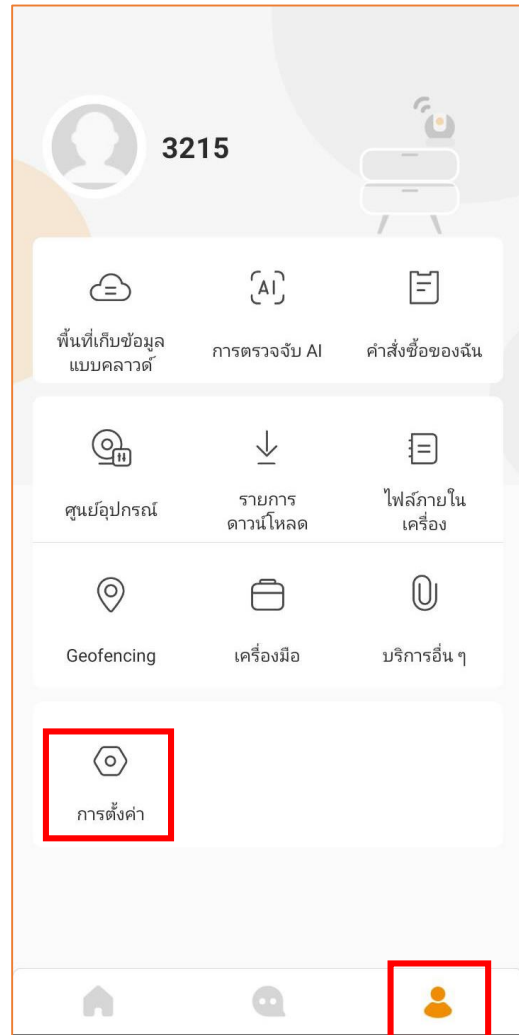 3215
พื้นที่เก็บข้อมูล
แบบคลาวด์
AI
การตรวจจับ AI
คำสั่งซื้อของฉัน
ศูนย์อุปกรณ์
รายการ
ดาวน์โหลด
ไฟล์ภายใน
เครื่อง
Geofencing
เครื่องมือ
บริการอื่น ๆ
การตั้งค่า